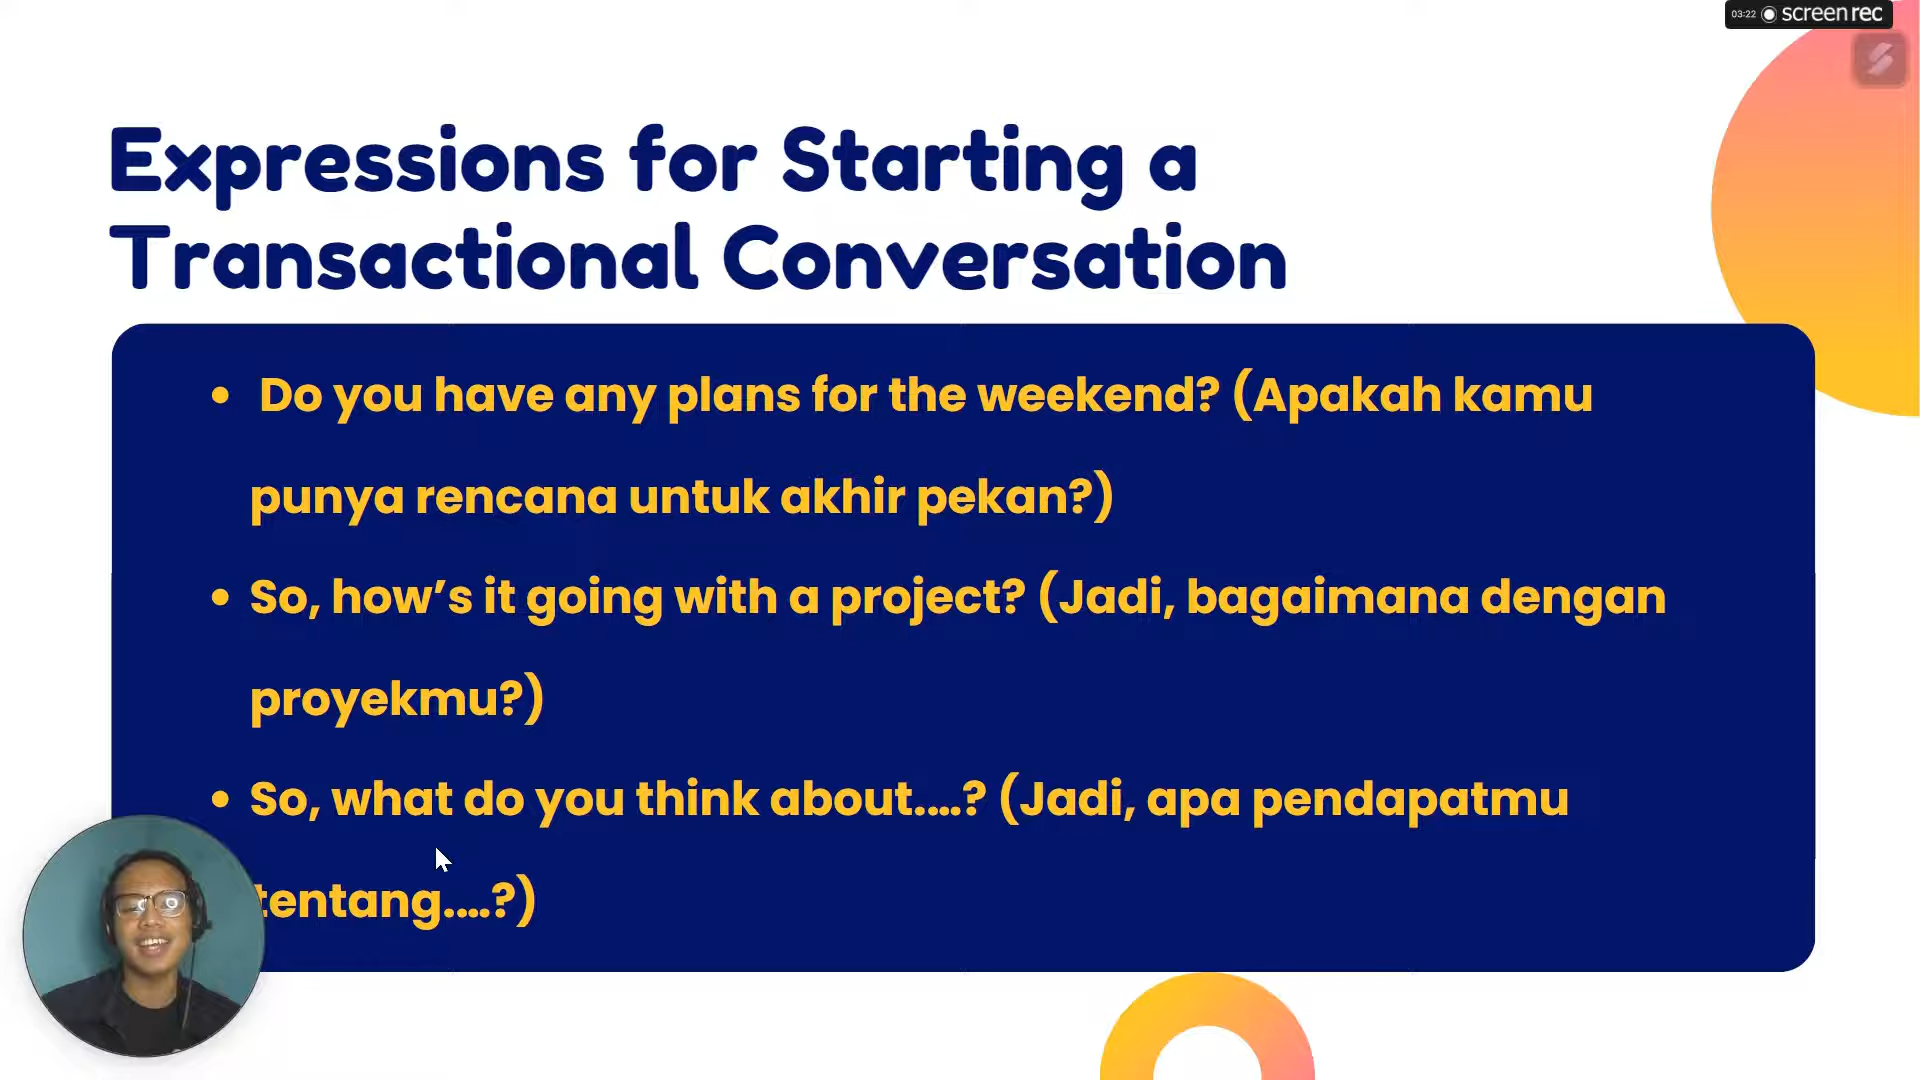 03:22 screenrec
Expressions for Starting a
Transactional Conversation
• Do you have any plans for the weekend? (Apakah kamu
punya rencana untuk akhir pekan?)
• So, how’s it going with a project? (Jadi, bagaimana dengan
proyekmu?)
• So, what do you think about....? (Jadi, apa pendapatmu
tentang....?)